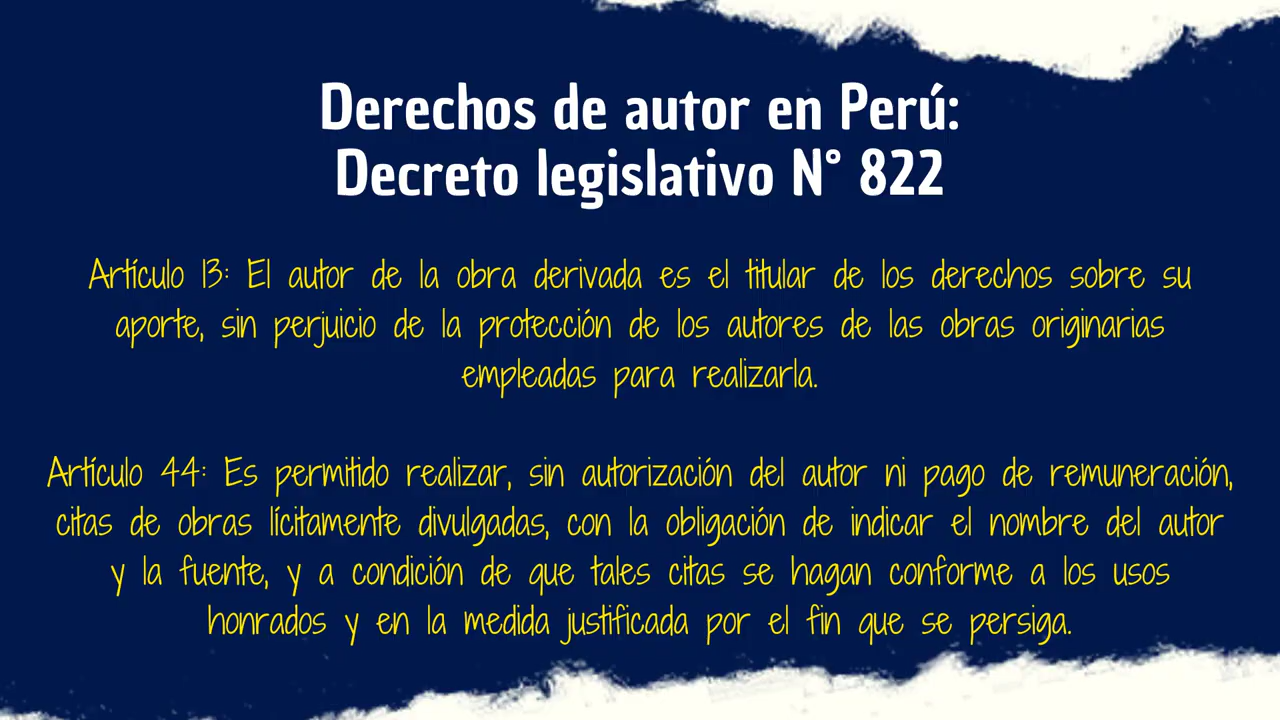 Derechos de autor en Perú:
Decreto legislativo N° 822
Artículo 13: El autor de la obra derivada es el titular de los derechos sobre su
aporte, sin perjuicio de la protección de los autores de las obras originarias
empleadas para realizarla.
Artículo 44: Es permitido realizar, sin autorización del autor ni pago de remuneración,
citas de obras lícitamente divulgadas, con la obligación de indicar el nombre del autor
y la fuente, y a condición de que tales citas se hagan conforme a los usos
honrados y en la medida justificada por el fin que se persiga.